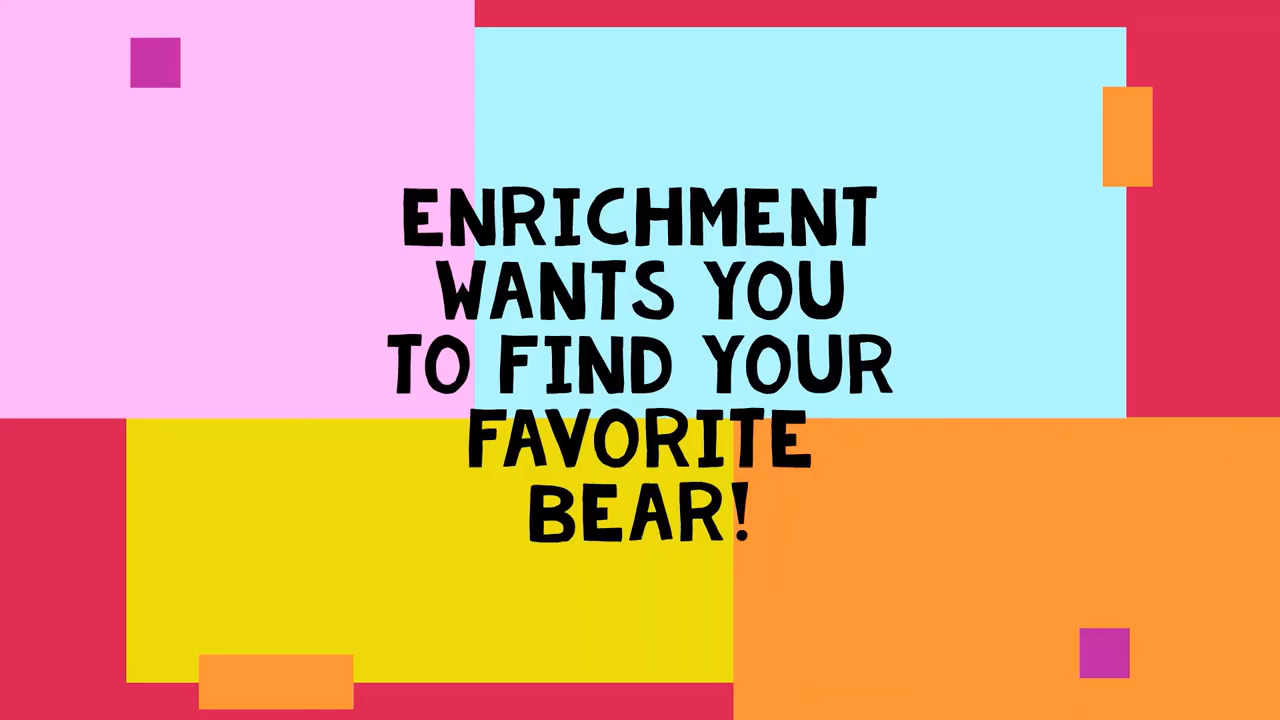 ENRICHMENT
WANTS YOU
TO FIND YOUR
FAVORITE
BEAR!